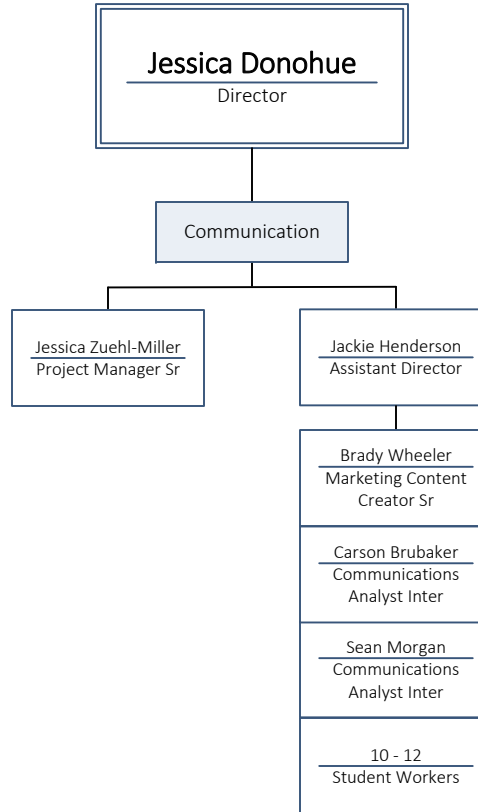 Jessica Donohue
Director
Communication
Jessica Zuehl-Miller
Project Manager Sr
Jackie Henderson
Assistant Director
Brady Wheeler
Marketing Content
Creator Sr
Carson Brubaker
Communications
Analyst Inter
Sean Morgan
Communications
Analyst Inter
10 - 12
Student Workers